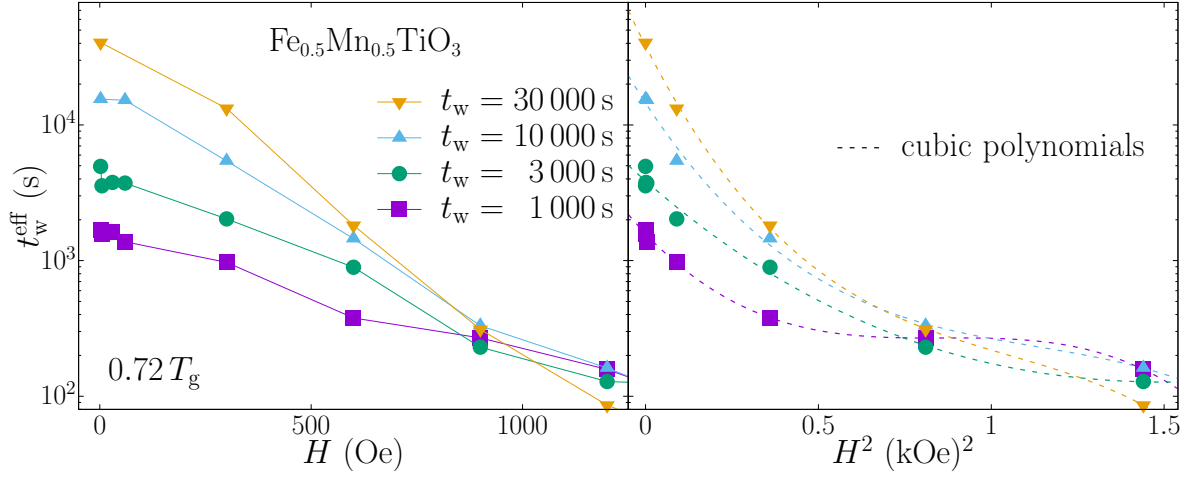 Fe0.5Mn0.5TiO3
tw = 30 000 s
tw = 10 000 s
tw = 3 000 s
tw = 1 000 s
cubic polynomials
tw^eff (s)
10^4
10^3
10^2
0.72 Tg
0 500 1000
0 0.5 1 1.5
H (Oe)
H^2 (kOe)^2